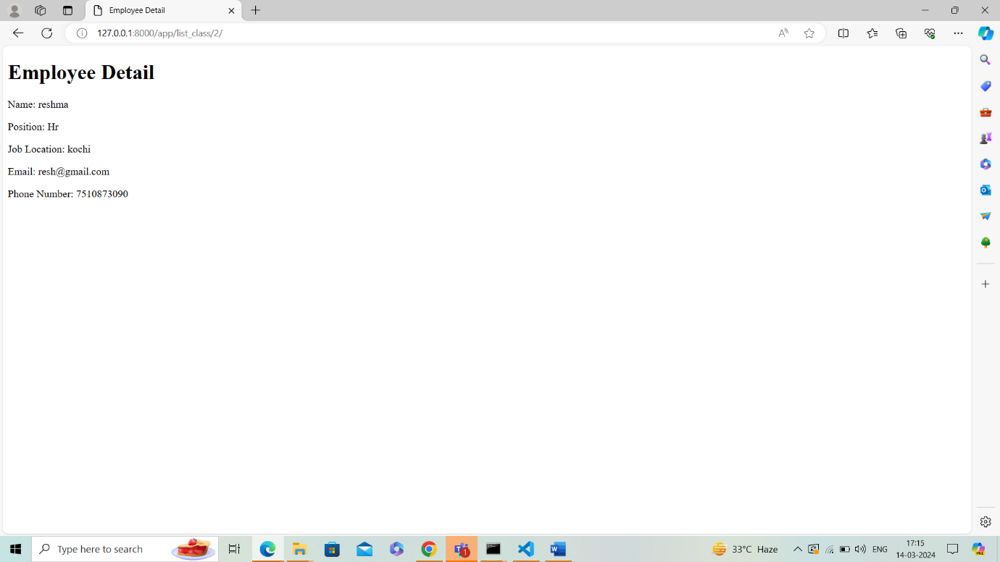 Employee Detail
127.0.0.1:8000/app/list_class/2/
Employee Detail
Name: reshma
Position: Hr
Job Location: kochi
Email: resh@gmail.com
Phone Number: 7510873090
Type here to search
1
33°C Haze
ENG
17:15
14-03-2024
PRE